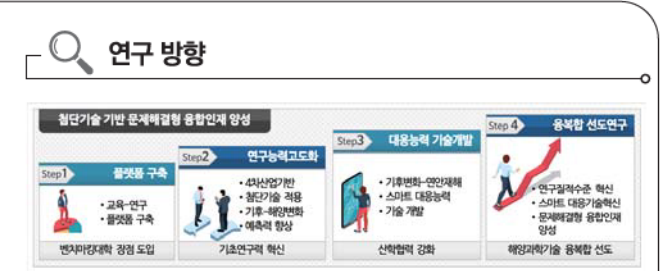 연구 방향
첨단기술 기반 문제해결형 융합인재 양성
Step1 플랫폼 구축
• 교육-연구
• 플랫폼 구축
벤치마킹대학 장점 도입
Step2 연구능력고도화
• 4차산업기반
• 첨단기술 적용
• 기후-해양변화
• 예측력 향상
기초연구력 혁신
Step3 대응능력 기술개발
• 기후변화-연안재해
• 스마트 대응능력
• 기술 개발
산학협력 강화
Step 4 융복합 선도연구
• 연구질적수준 혁신
• 스마트 대응기술혁신
• 문제해결형 융합인재
양성
해양과학기술 융복합 선도